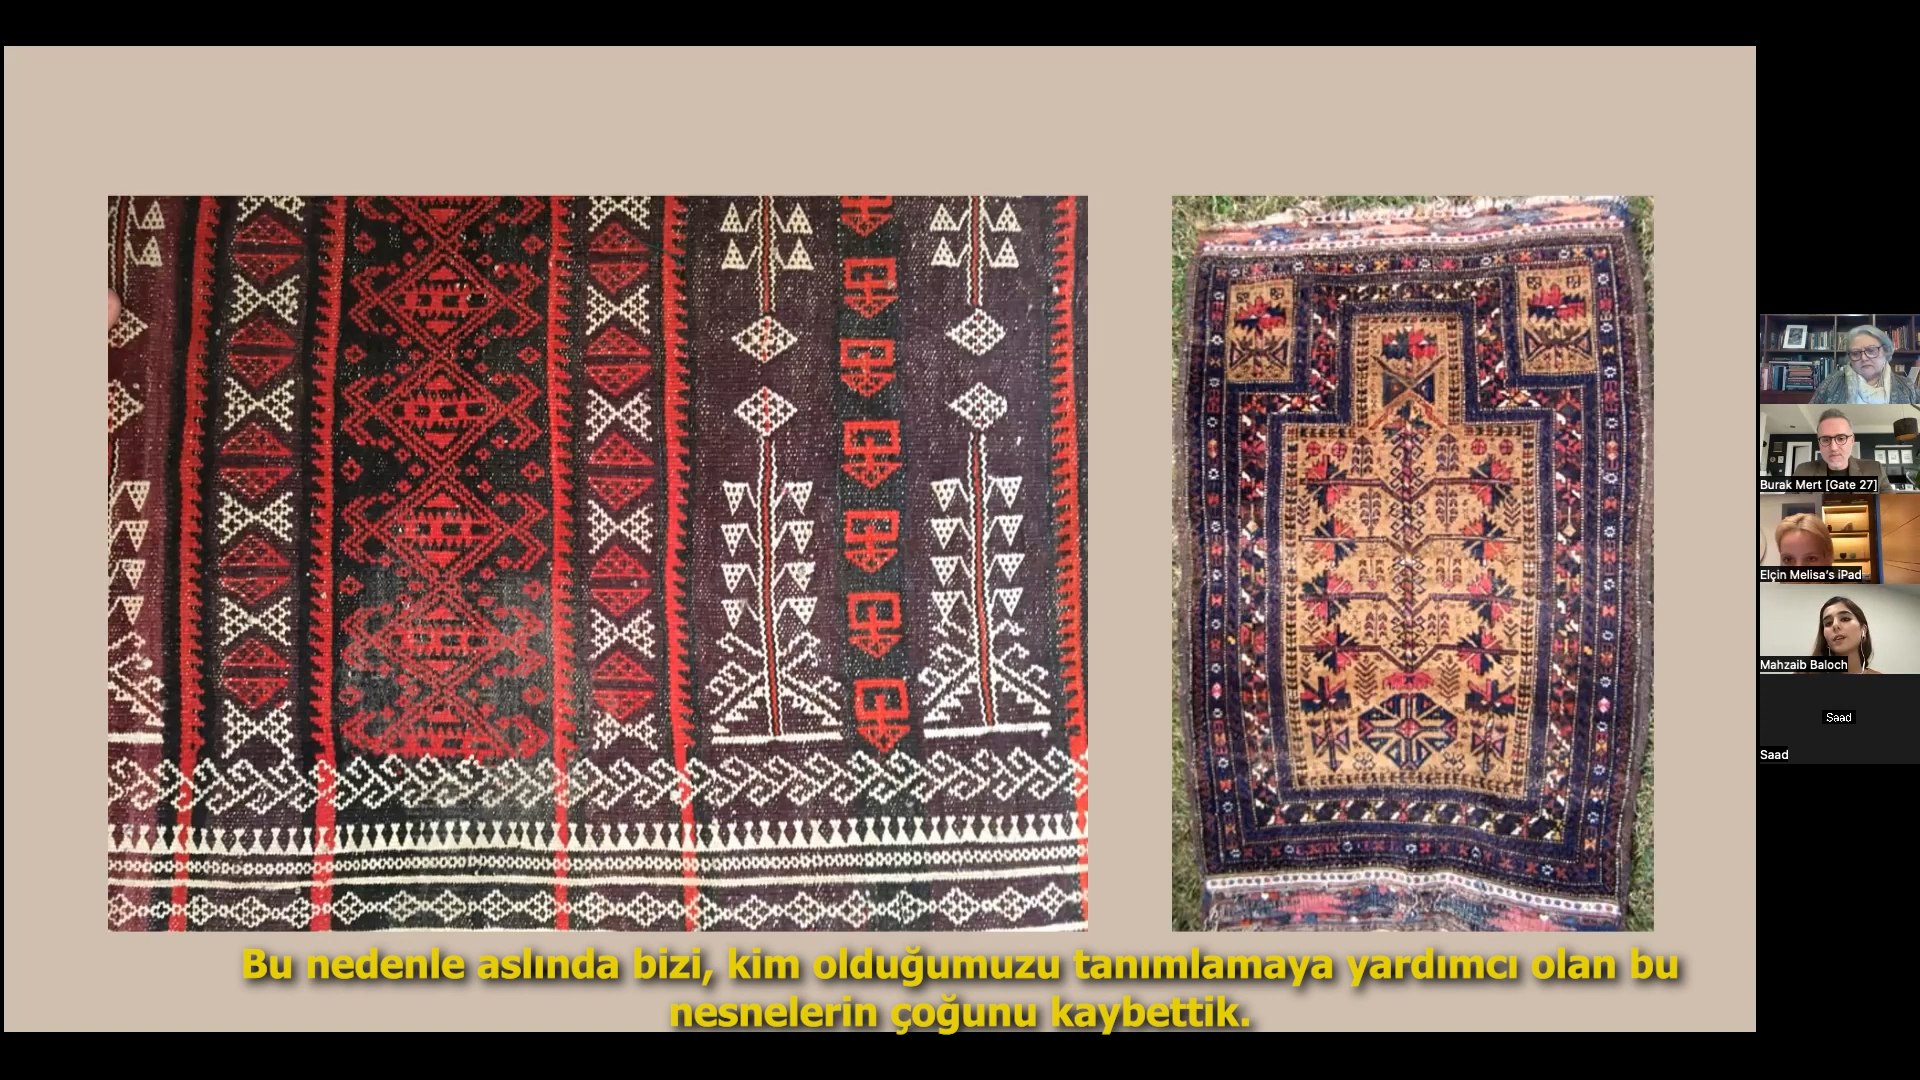 Burak Mert [Gate 27]
Elçin Melisa's iPad
Mahzaib Baloch
Saad
Saad
Bu nedenle aslında bizi, kim olduğumuzu tanımlamaya yardımcı olan bu
nesnelerin çoğunu kaybettik.